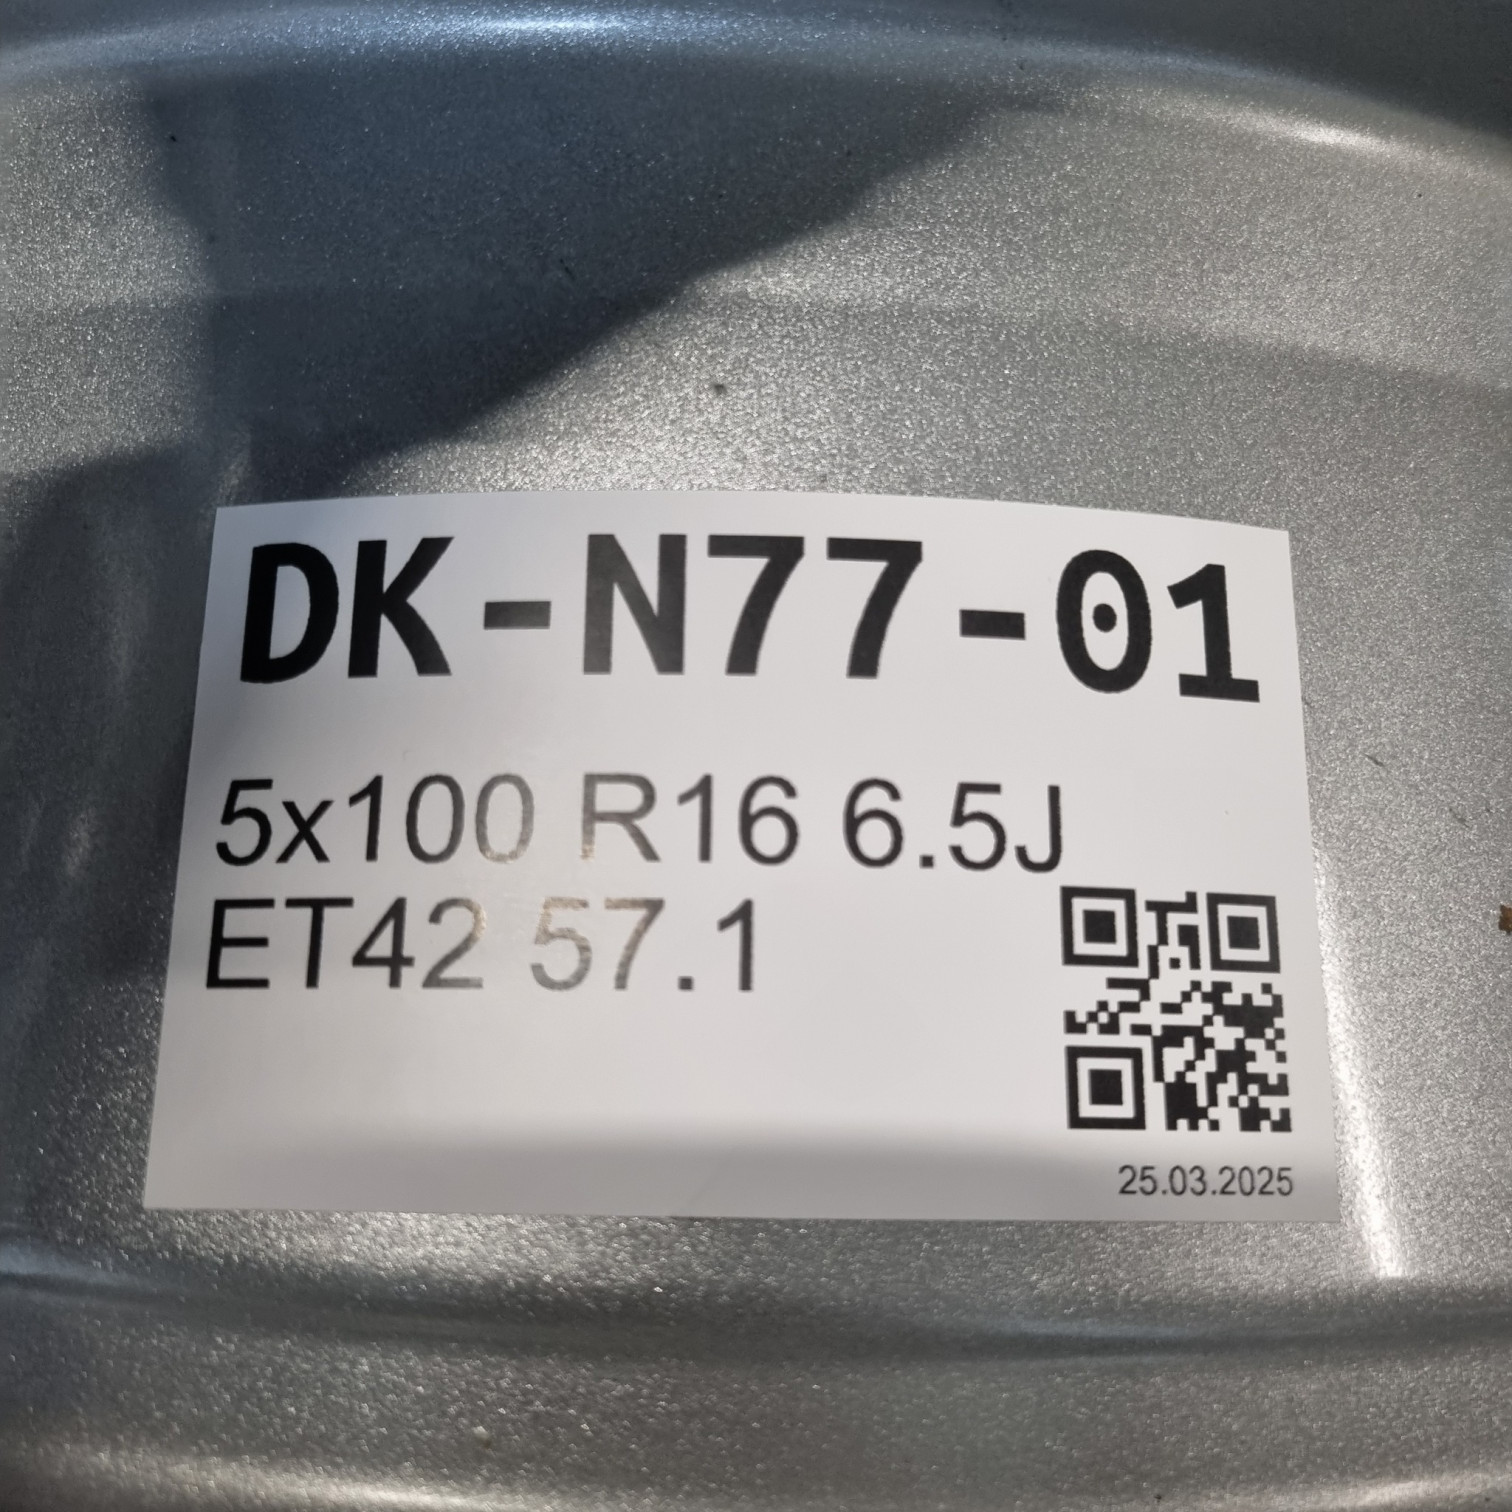 DK-N77-01
5x100 R16 6.5J
ET42 57.1
25.03.2025